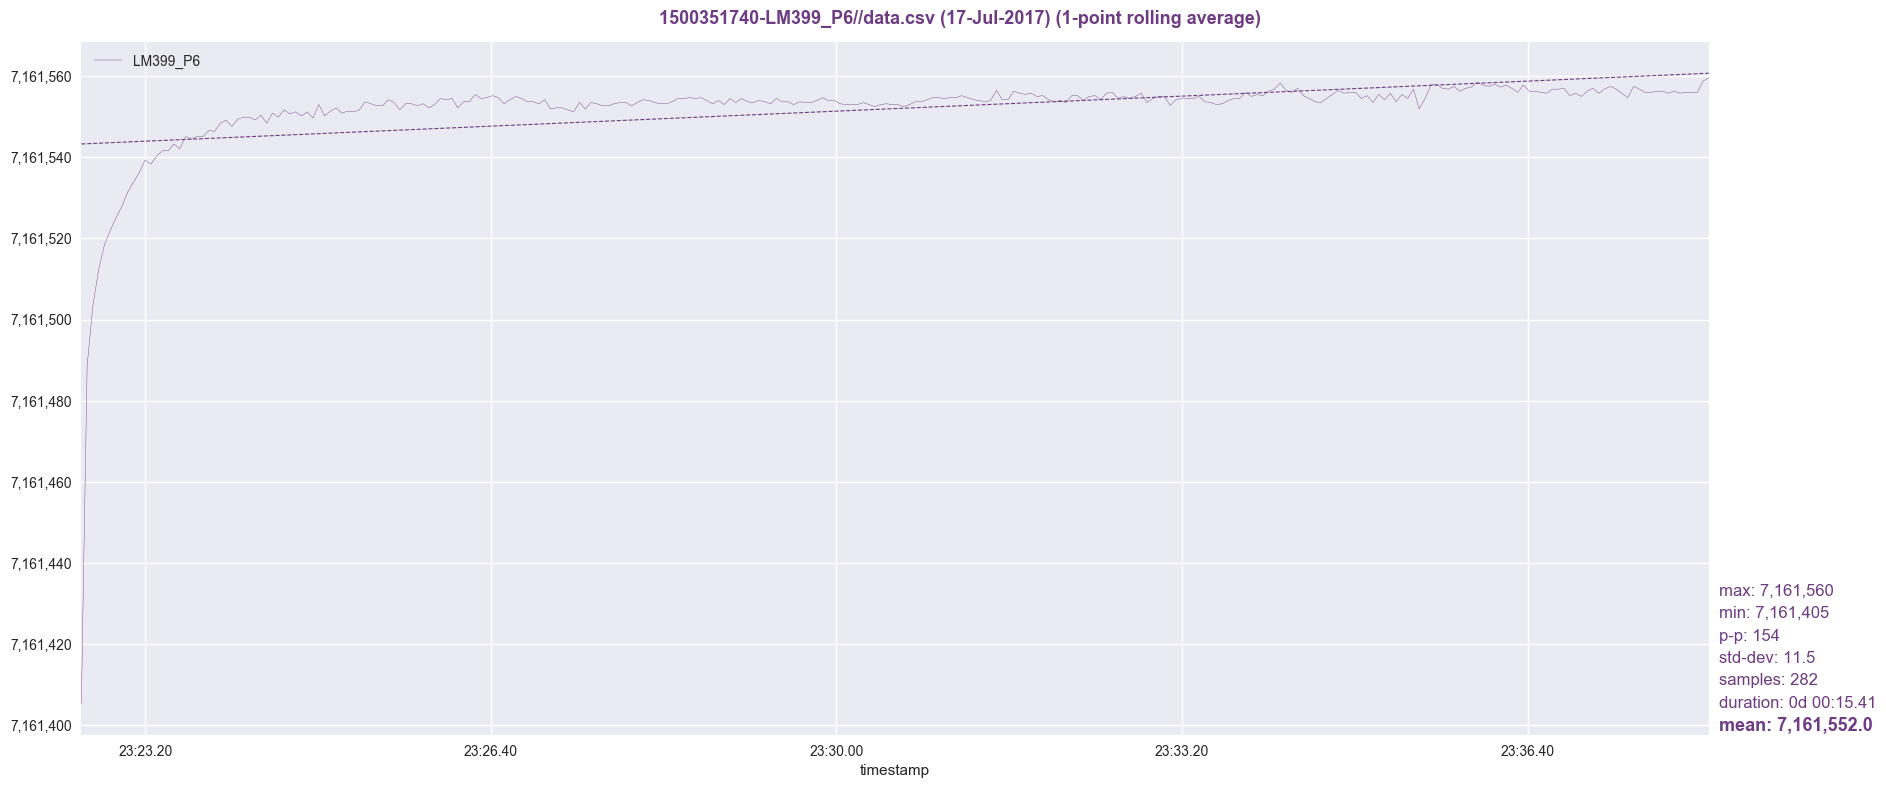 1500351740-LM399_P6//data.csv (17-Jul-2017) (1-point rolling average)
LM399_P6
7,161,560
7,161,540
7,161,520
7,161,500
7,161,480
7,161,460
7,161,440
7,161,420
7,161,400
max: 7,161,560
min: 7,161,405
p-p: 154
std-dev: 11.5
samples: 282
duration: 0d 00:15.41
mean: 7,161,552.0
23:23.20 23:26.40 23:30.00 23:33.20 23:36.40
timestamp